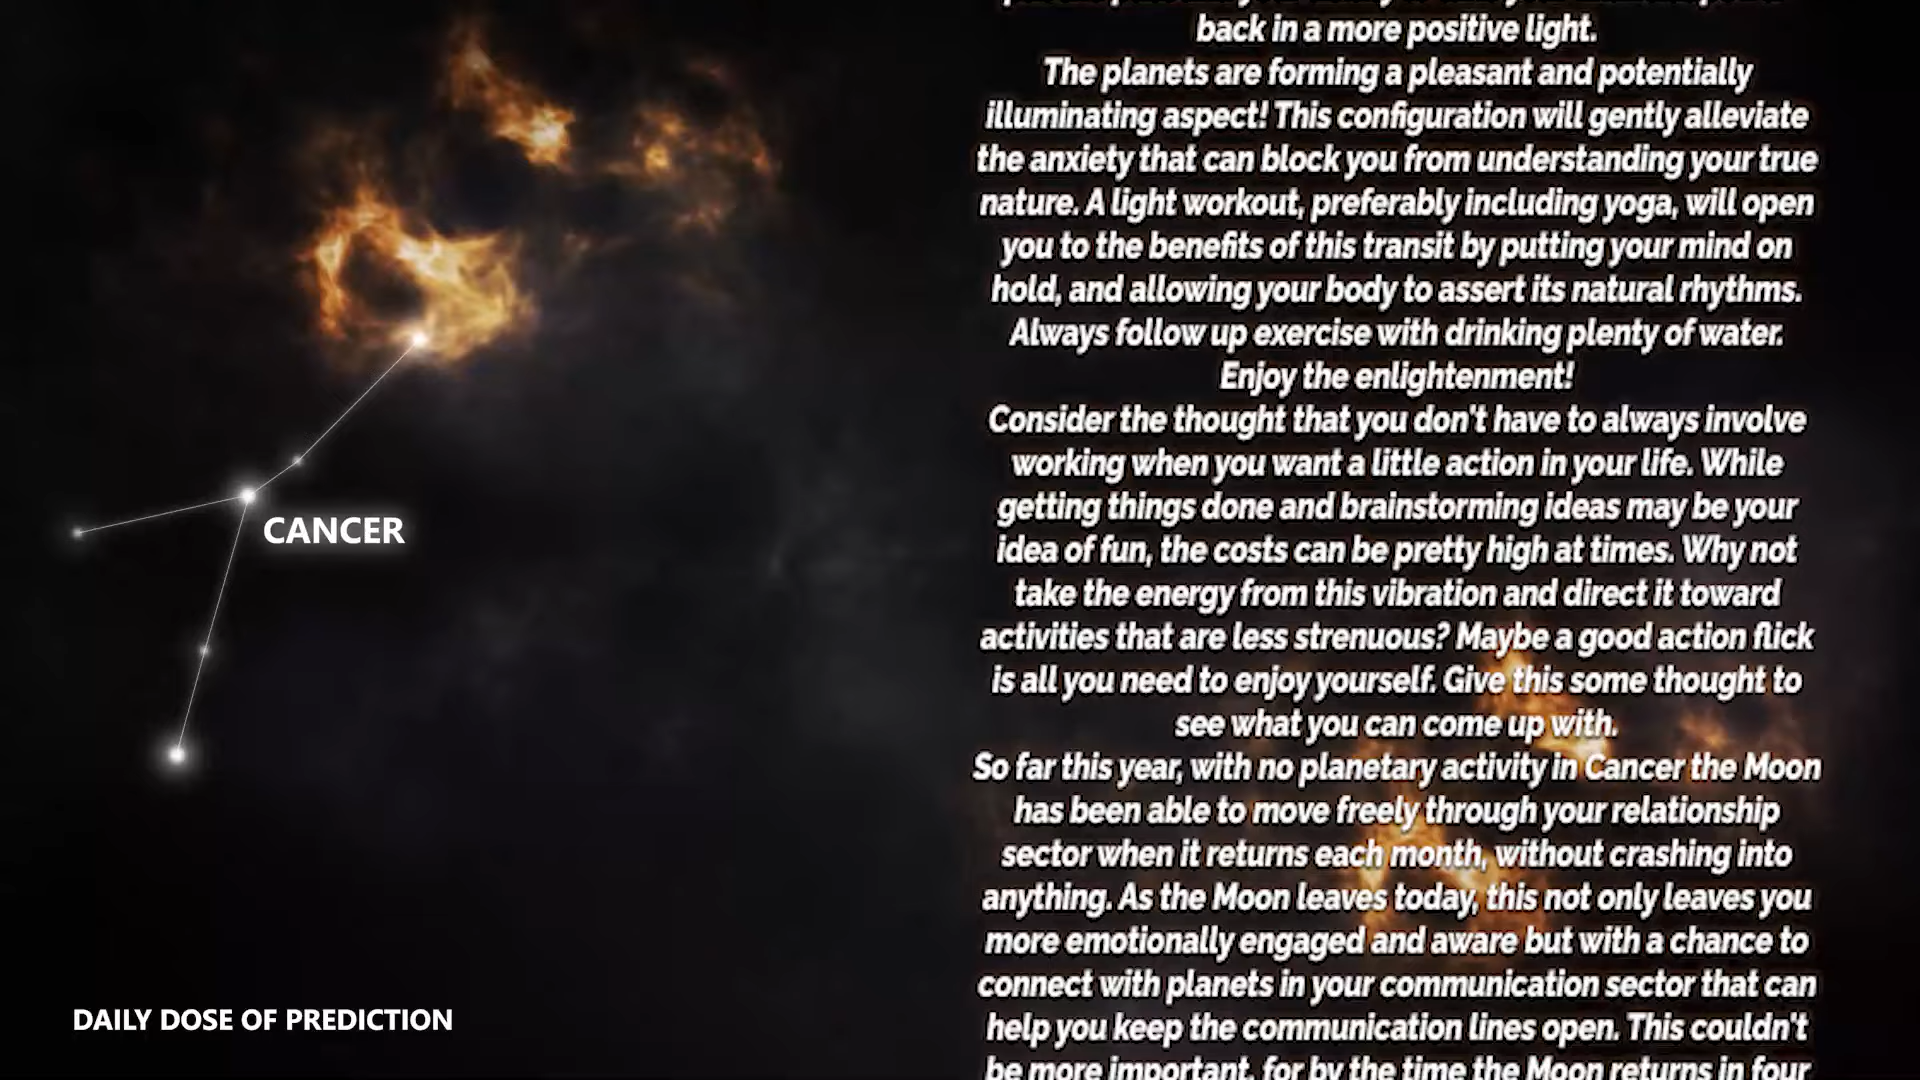 back in a more positive light.
The planets are forming a pleasant and potentially
illuminating aspect! This configuration will gently alleviate
the anxiety that can block you from understanding your true
nature. A light workout, preferably including yoga, will open
you to the benefits of this transit by putting your mind on
hold, and allowing your body to assert its natural rhythms.
Always follow up exercise with drinking plenty of water.
Enjoy the enlightenment!
Consider the thought that you don't have to always involve
working when you want a little action in your life. While
getting things done and brainstorming ideas may be your
idea of fun, the costs can be pretty high at times. Why not
take the energy from this vibration and direct it toward
activities that are less strenuous? Maybe a good action flick
is all you need to enjoy yourself. Give this some thought to
see what you can come up with.
So far this year, with no planetary activity in Cancer the Moon
has been able to move freely through your relationship
sector when it returns each month, without crashing into
anything. As the Moon leaves today, this not only leaves you
more emotionally engaged and aware but with a chance to
connect with planets in your communication sector that can
help you keep the communication lines open. This couldn't
be more important, for by the time the Moon returns in four
CANCER
DAILY DOSE OF PREDICTION